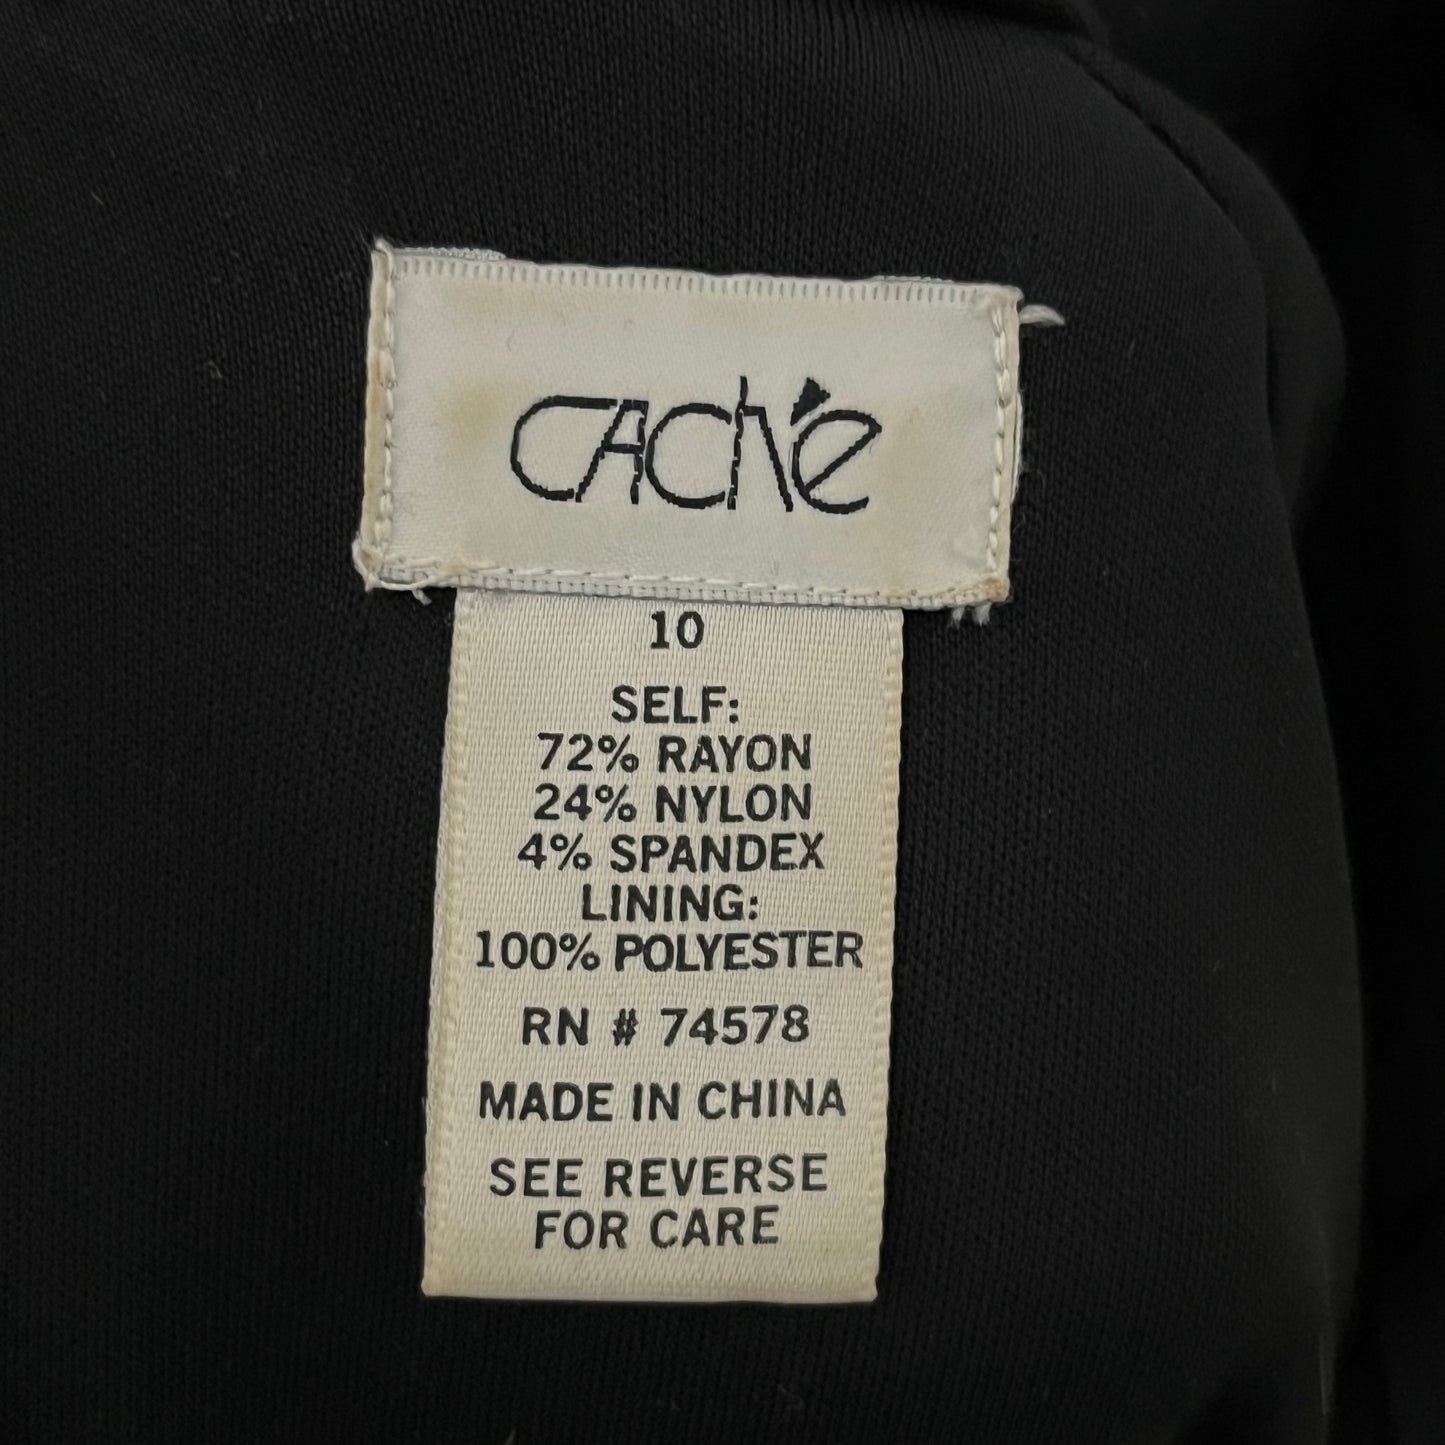 CACHÉ
10
SELF:
72% RAYON
24% NYLON
4% SPANDEX
LINING:
100% POLYESTER
RN # 74578
MADE IN CHINA
SEE REVERSE
FOR CARE